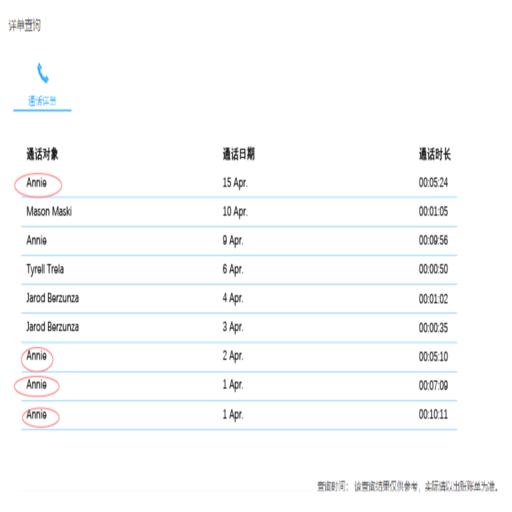 详单查询
通话详单
通话对象 通话日期 通话时长
Annie 15 Apr. 00:05:24
Mason Maski 10 Apr. 00:01:05
Annie 9 Apr. 00:09:56
Tyrell Trela 6 Apr. 00:00:50
Jarod Berzunza 4 Apr. 00:01:02
Jarod Berzunza 3 Apr. 00:00:35
Annie 2 Apr. 00:05:10
Annie 1 Apr. 00:07:09
Annie 1 Apr. 00:10:11
查询时间： 该查询结果仅供参考，实际请以出账账单为准。